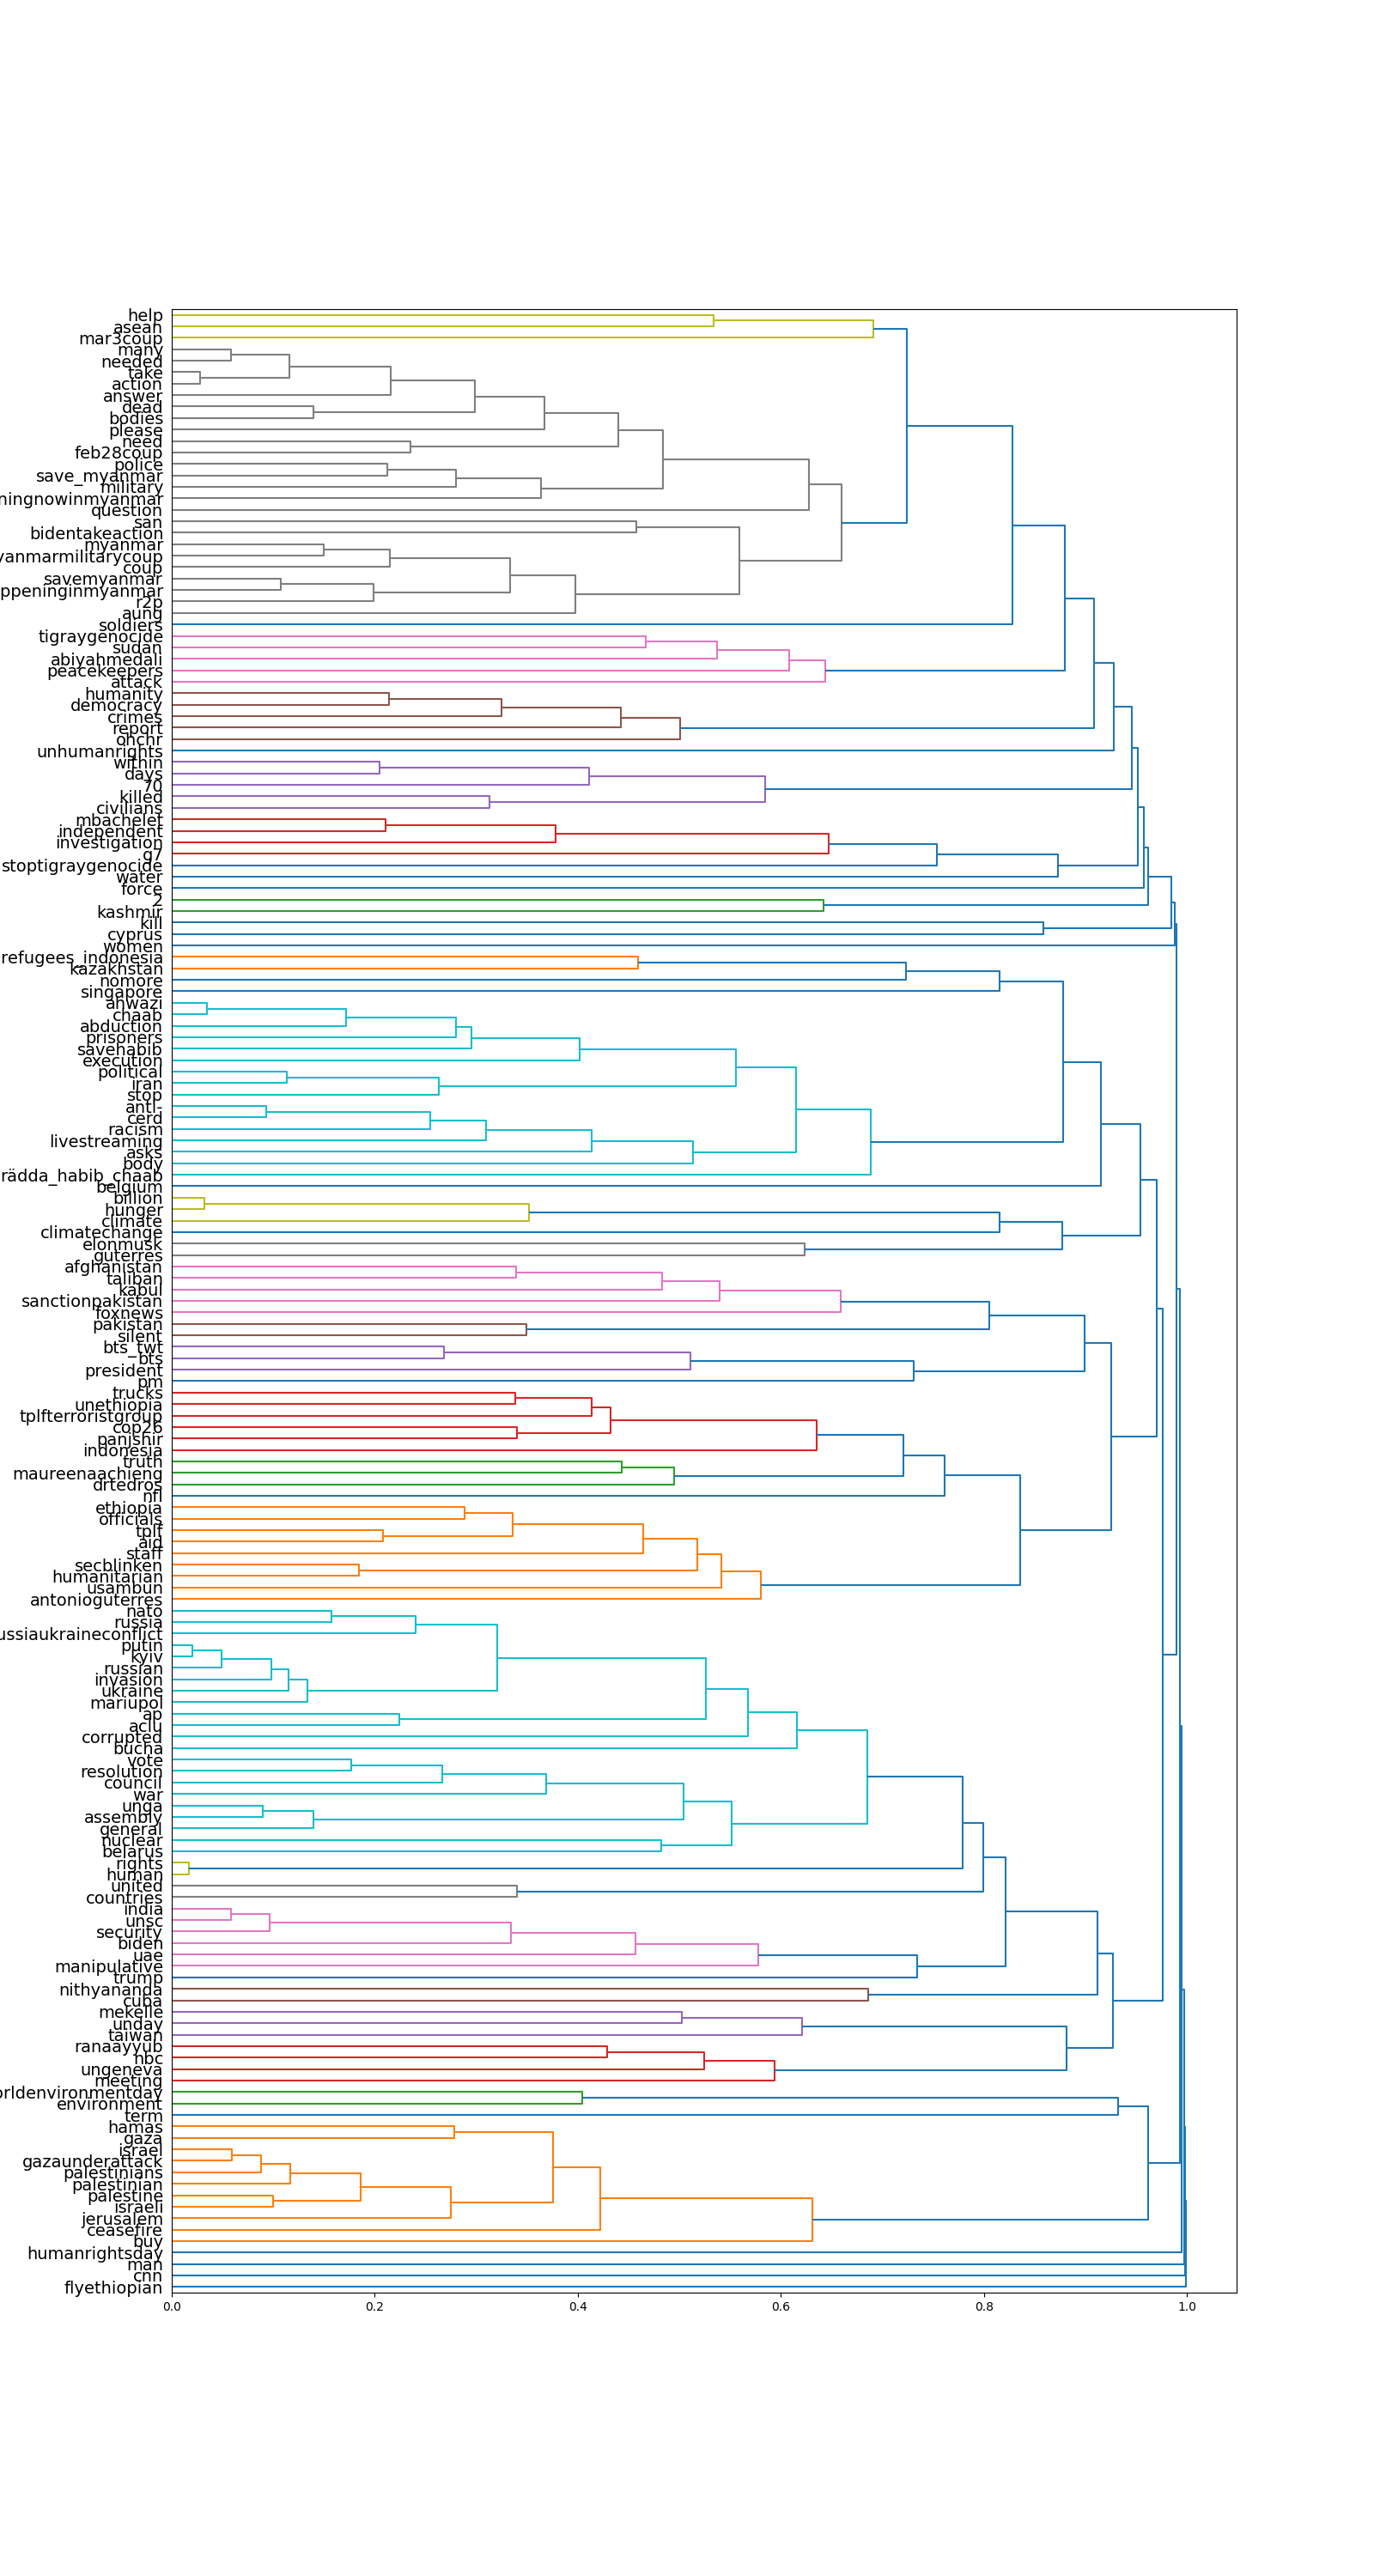 help
asean
mar3coup
many
needed
take
action
answer
dead
bodies
please
need
feb28coup
police
save_myanmar
military
ningnowinmyanmar
question
san
bidentakeaction
myanmar
yanmarmilitarycoup
coup
savemyanmar
ppeninginmyanmar
r2p
aung
soldiers
tigraygenocide
sudan
abiyahmedali
peacekeepers
attack
humanity
democracy
crimes
report
ohchr
unhumanrights
within
days
70
killed
civilians
mbachelet
independent
investigation
g7
stoptigraygenocide
water
force
2
kashmir
kill
cyprus
women
refugees_indonesia
kazakhstan
nomore
singapore
ahwazi
chaab
abduction
prisoners
savehabib
execution
political
iran
stop
anti-
cerd
racism
livestreaming
asks
body
rädda_habib_chaab
belgium
billion
hunger
climate
climatechange
elonmusk
guterres
afghanistan
taliban
kabul
sanctionpakistan
foxnews
pakistan
silent
bts_twt
_bts
president
pm
trucks
unethiopia
tplfterroristgroup
cop26
panjshir
indonesia
truth
maureenaachieng
drtedros
nfl
ethiopia
officials
tplf
aid
staff
secblinken
humanitarian
usambun
antonioguterres
nato
russia
ussiaukraineconflict
putin
kyiv
russian
invasion
ukraine
mariupol
ap
aclu
corrupted
bucha
vote
resolution
council
war
unga
assembly
general
nuclear
belarus
rights
human
united
countries
india
unsc
security
biden
uae
manipulative
trump
nithyananda
cuba
mekelle
unday
taiwan
ranaayyub
nbc
ungeneva
meeting
orldenvironmentday
environment
term
hamas
gaza
israel
gazaunderattack
palestinians
palestinian
palestine
israeli
jerusalem
ceasefire
buy
humanrightsday
man
cnn
flyethiopian
0.0 0.2 0.4 0.6 0.8 1.0